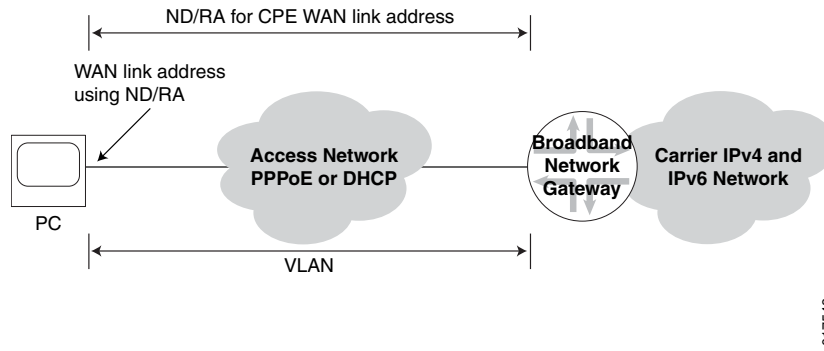 ND/RA for CPE WAN link address
WAN link address
using ND/RA
Access Network
PPPoE or DHCP
Broadband
Network
Gateway
Carrier IPv4 and
IPv6 Network
PC
VLAN